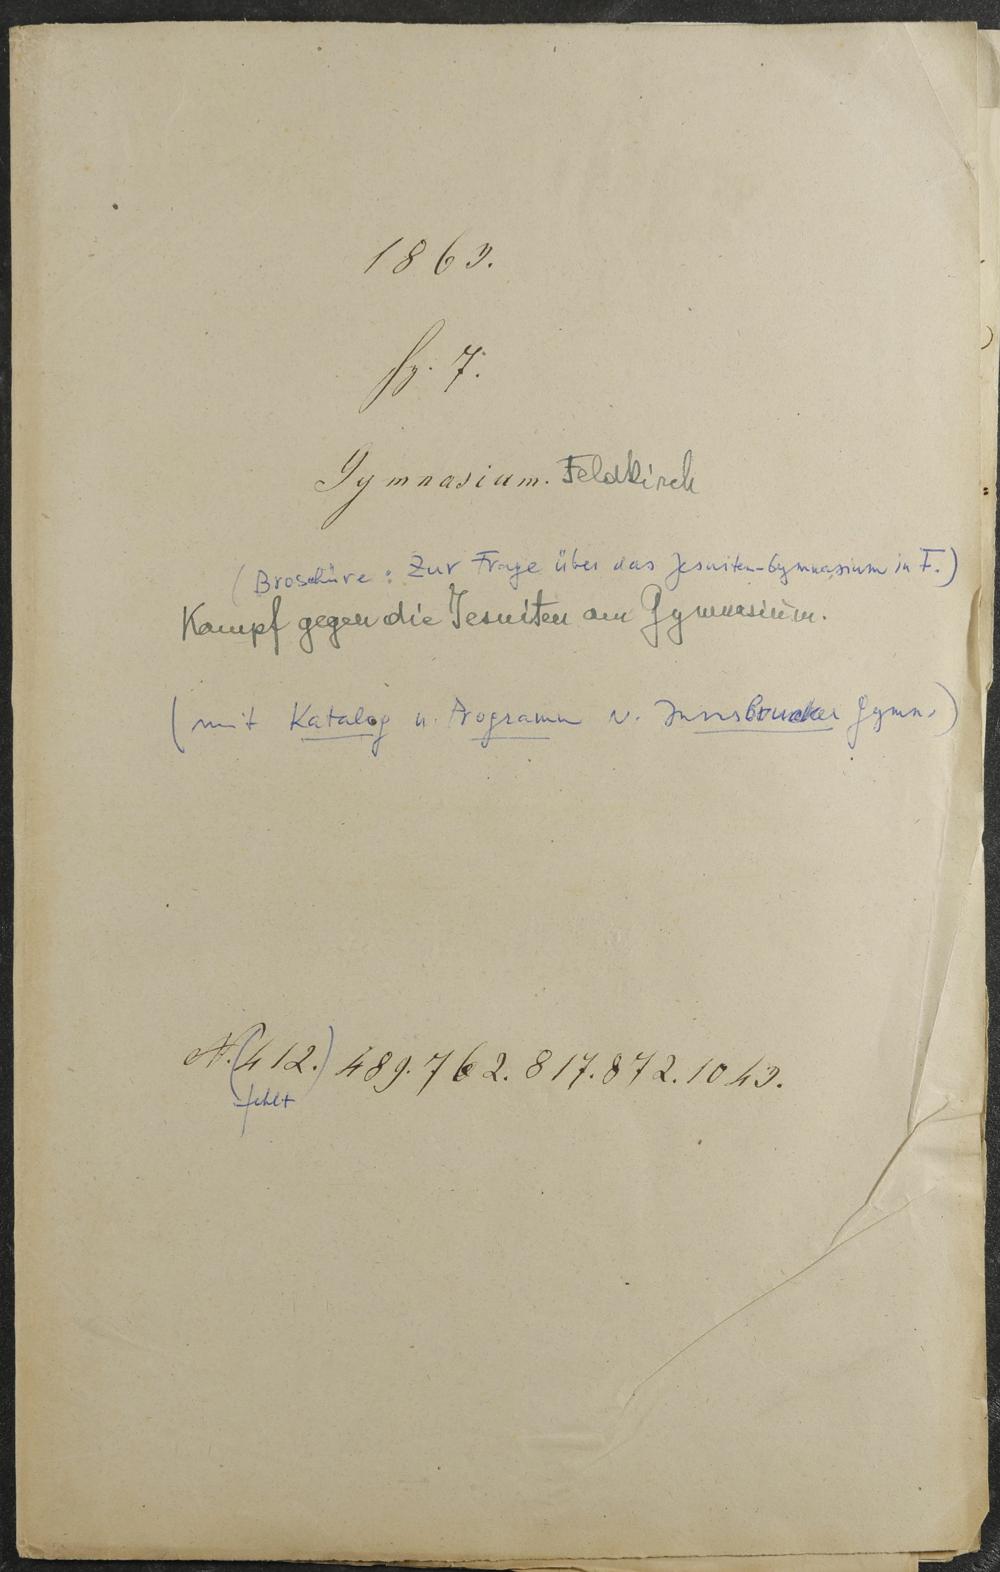 1863.
Fz. 7.
Gymnasium. Feldkirch
(Broschüre: Zur Frage über das Jesuiten-Gymnasium in F.)
Kampf gegen die Jesuiten am Gymnasium.
(mit Katalog u. Programm v. Innsbrucker Gymn.)
N. (412.) 489. 762. 817. 872. 1043.
fehlt